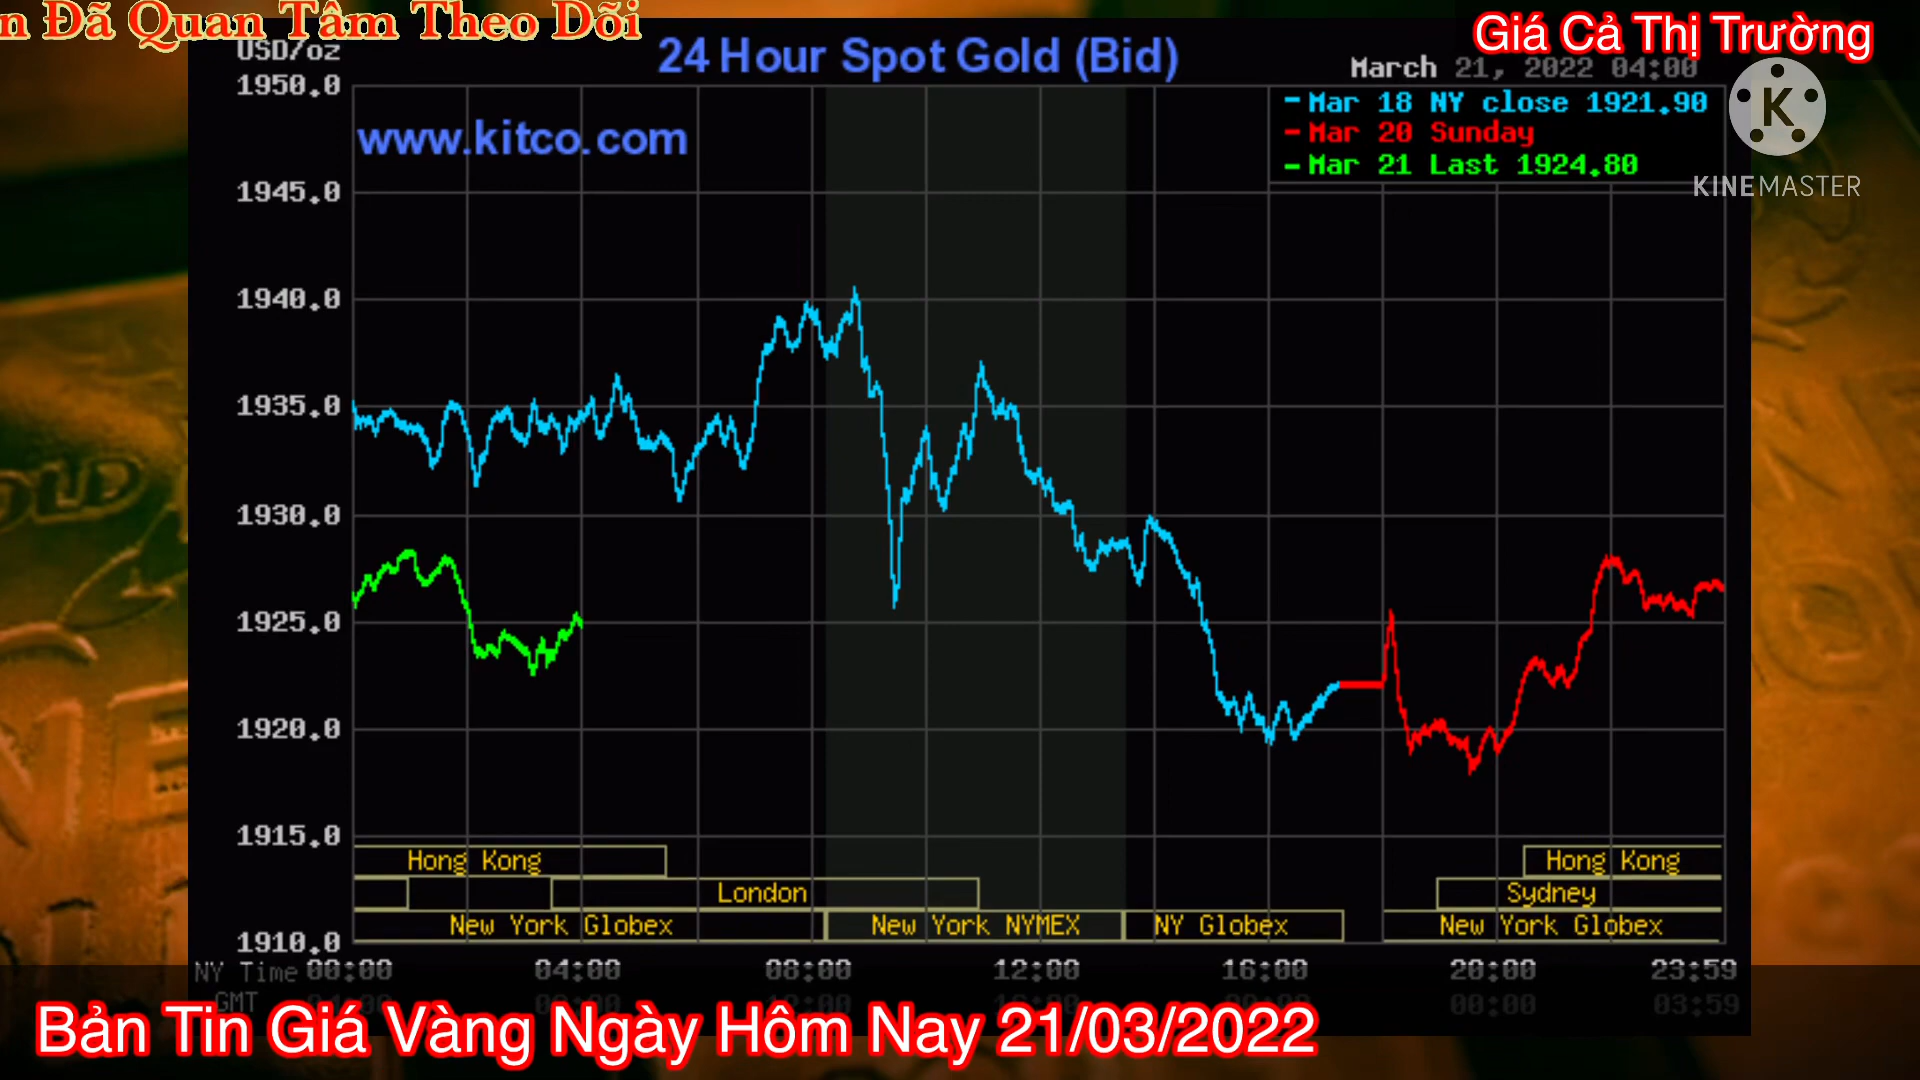 n Đã Quan Tâm Theo Dõi
Giá Cả Thị Trường
USD/oz
24 Hour Spot Gold (Bid)
March 21, 2022 04:00
www.kitco.com
Mar 18 NY close 1921.90
Mar 20 Sunday
Mar 21 Last 1924.80
K
KINEMASTER
1950.0
1945.0
1940.0
1935.0
1930.0
1925.0
1920.0
1915.0
1910.0
Hong Kong
Hong Kong
London
Sydney
New York Globex
New York NYMEX
NY Globex
New York Globex
NY Time 00:00 04:00 08:00 12:00 16:00 20:00 23:59
GMT 00:00 03:59
Bản Tin Giá Vàng Ngày Hôm Nay 21/03/2022